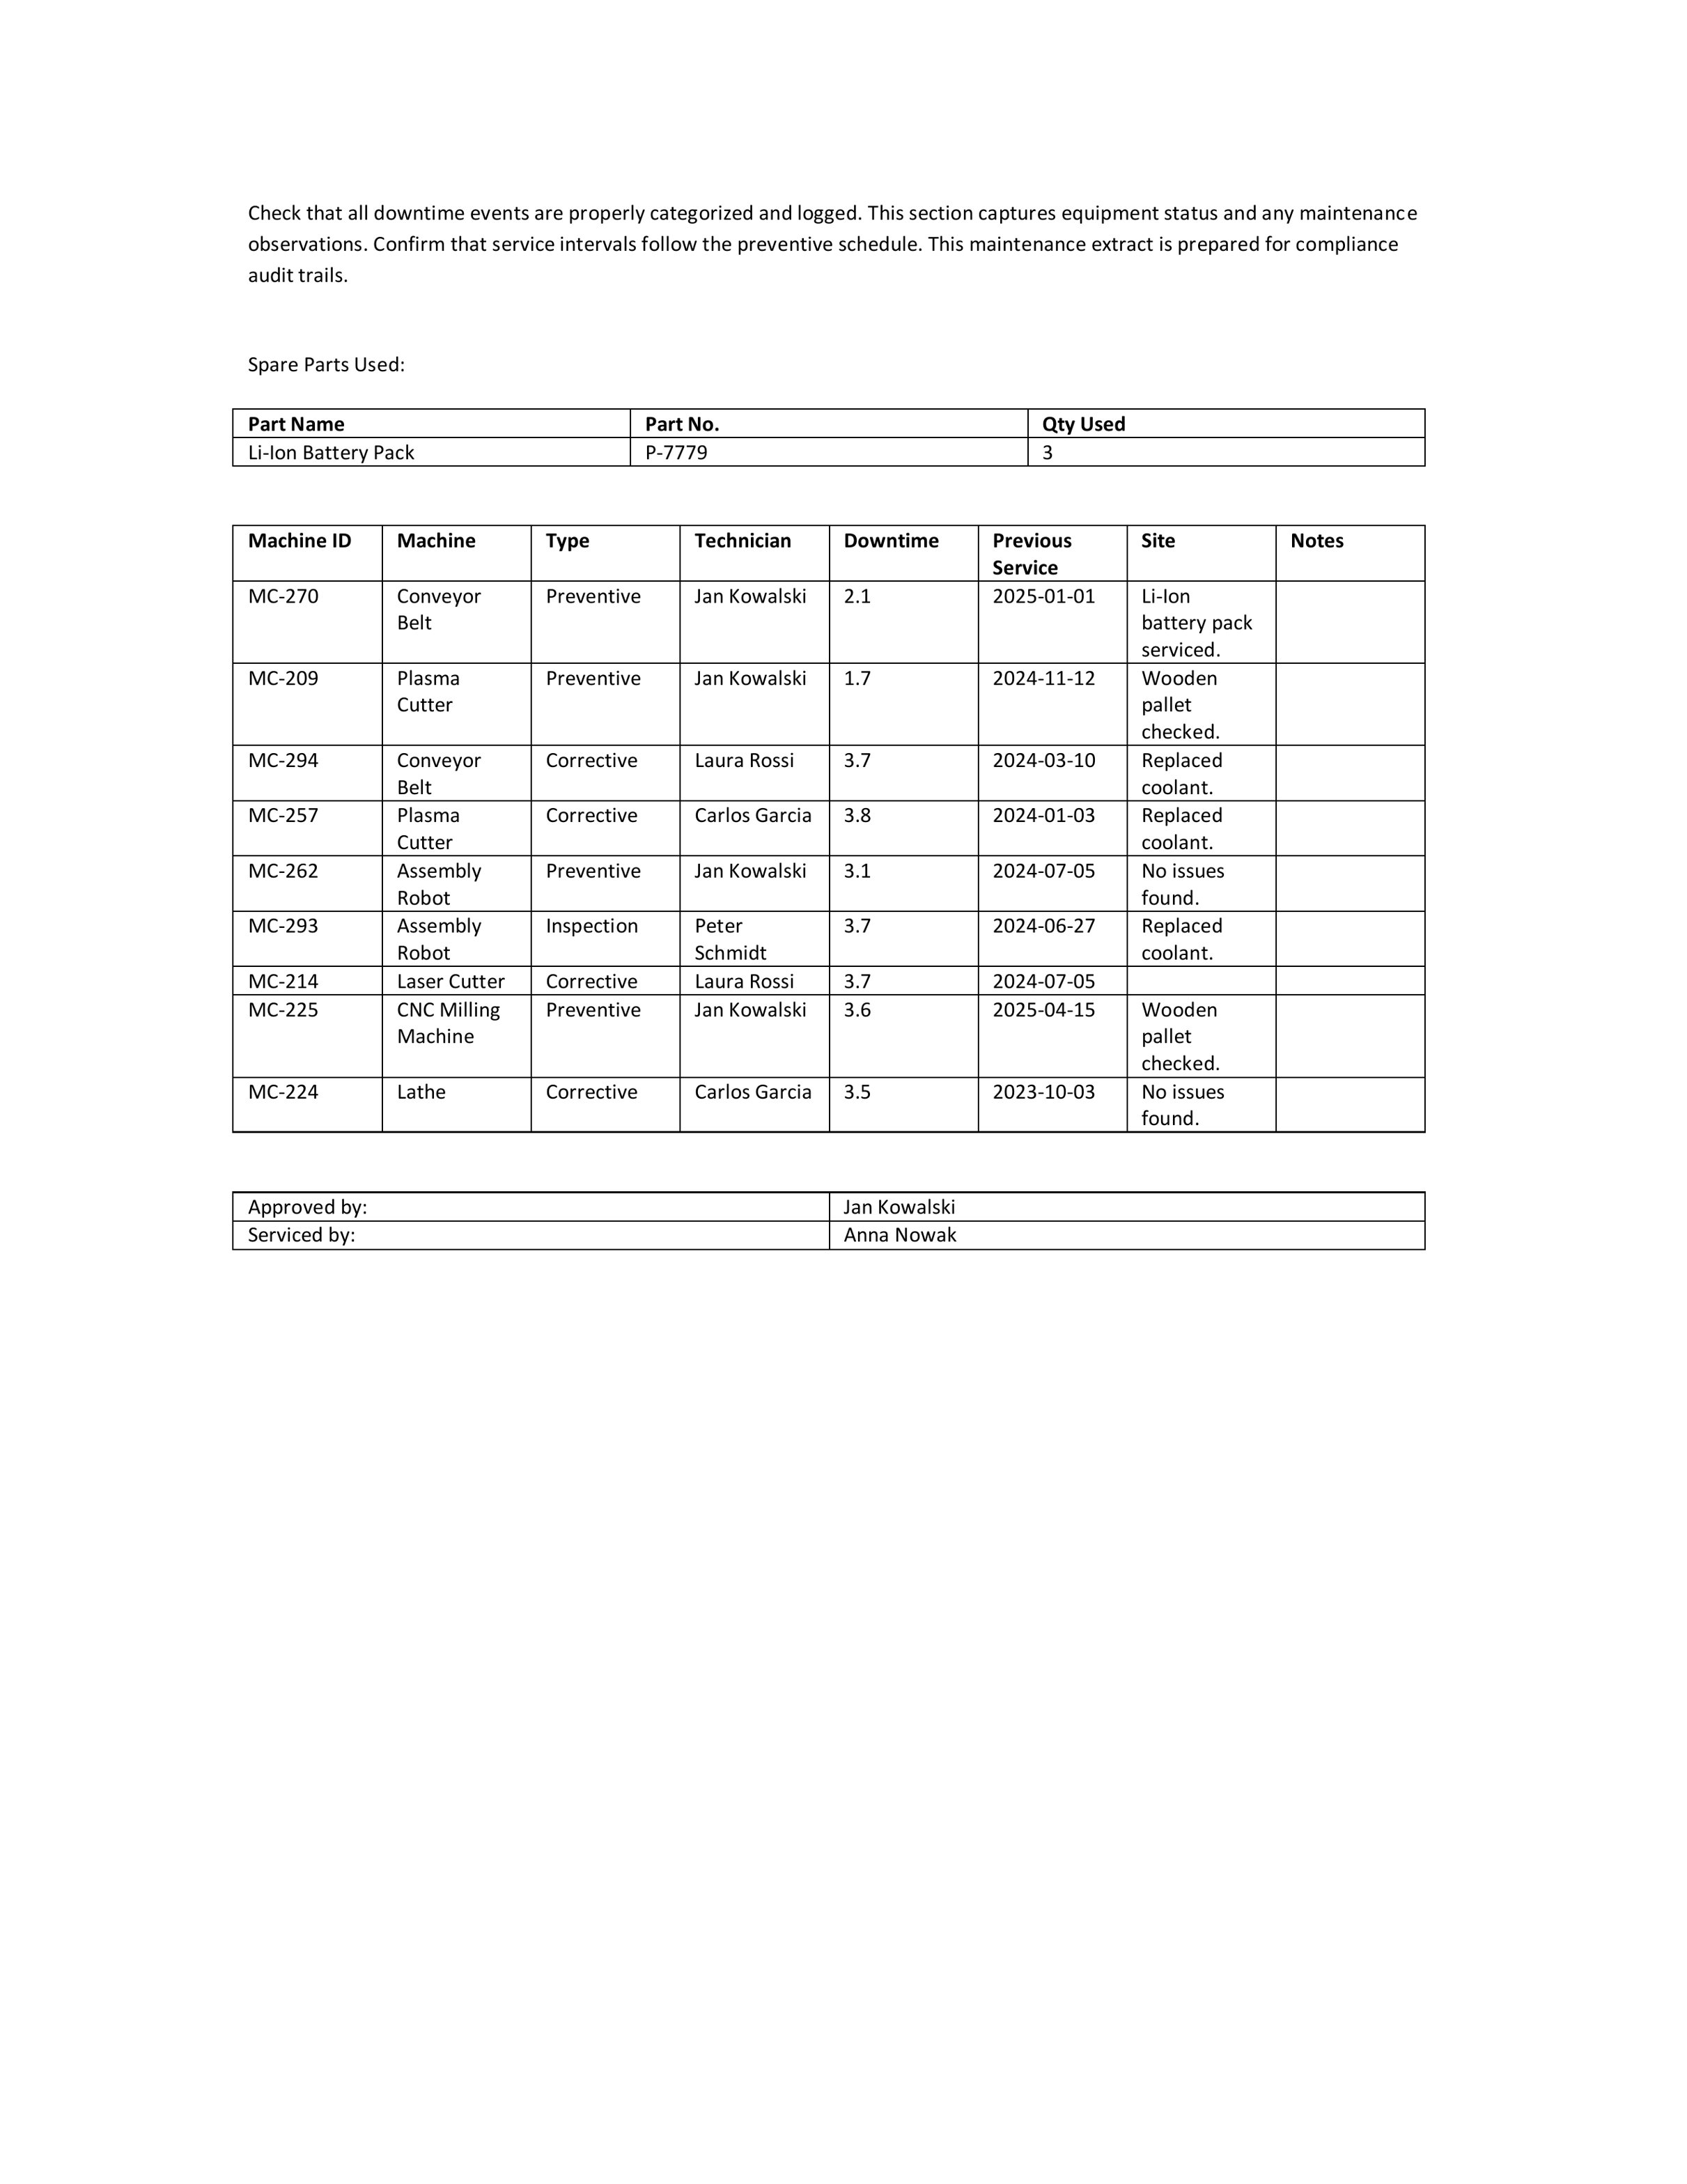 Check that all downtime events are properly categorized and logged. This section captures equipment status and any maintenance
observations. Confirm that service intervals follow the preventive schedule. This maintenance extract is prepared for compliance
audit trails.
Spare Parts Used:
Part Name Part No. Qty Used
Li-Ion Battery Pack P-7779 3
Machine ID Machine Type Technician Downtime Previous Service Site Notes
MC-270 Conveyor Belt Preventive Jan Kowalski 2.1 2025-01-01 Li-Ion battery pack serviced.
MC-209 Plasma Cutter Preventive Jan Kowalski 1.7 2024-11-12 Wooden pallet checked.
MC-294 Conveyor Belt Corrective Laura Rossi 3.7 2024-03-10 Replaced coolant.
MC-257 Plasma Cutter Corrective Carlos Garcia 3.8 2024-01-03 Replaced coolant.
MC-262 Assembly Robot Preventive Jan Kowalski 3.1 2024-07-05 No issues found.
MC-293 Assembly Robot Inspection Peter Schmidt 3.7 2024-06-27 Replaced coolant.
MC-214 Laser Cutter Corrective Laura Rossi 3.7 2024-07-05
MC-225 CNC Milling Machine Preventive Jan Kowalski 3.6 2025-04-15 Wooden pallet checked.
MC-224 Lathe Corrective Carlos Garcia 3.5 2023-10-03 No issues found.
Approved by: Jan Kowalski
Serviced by: Anna Nowak